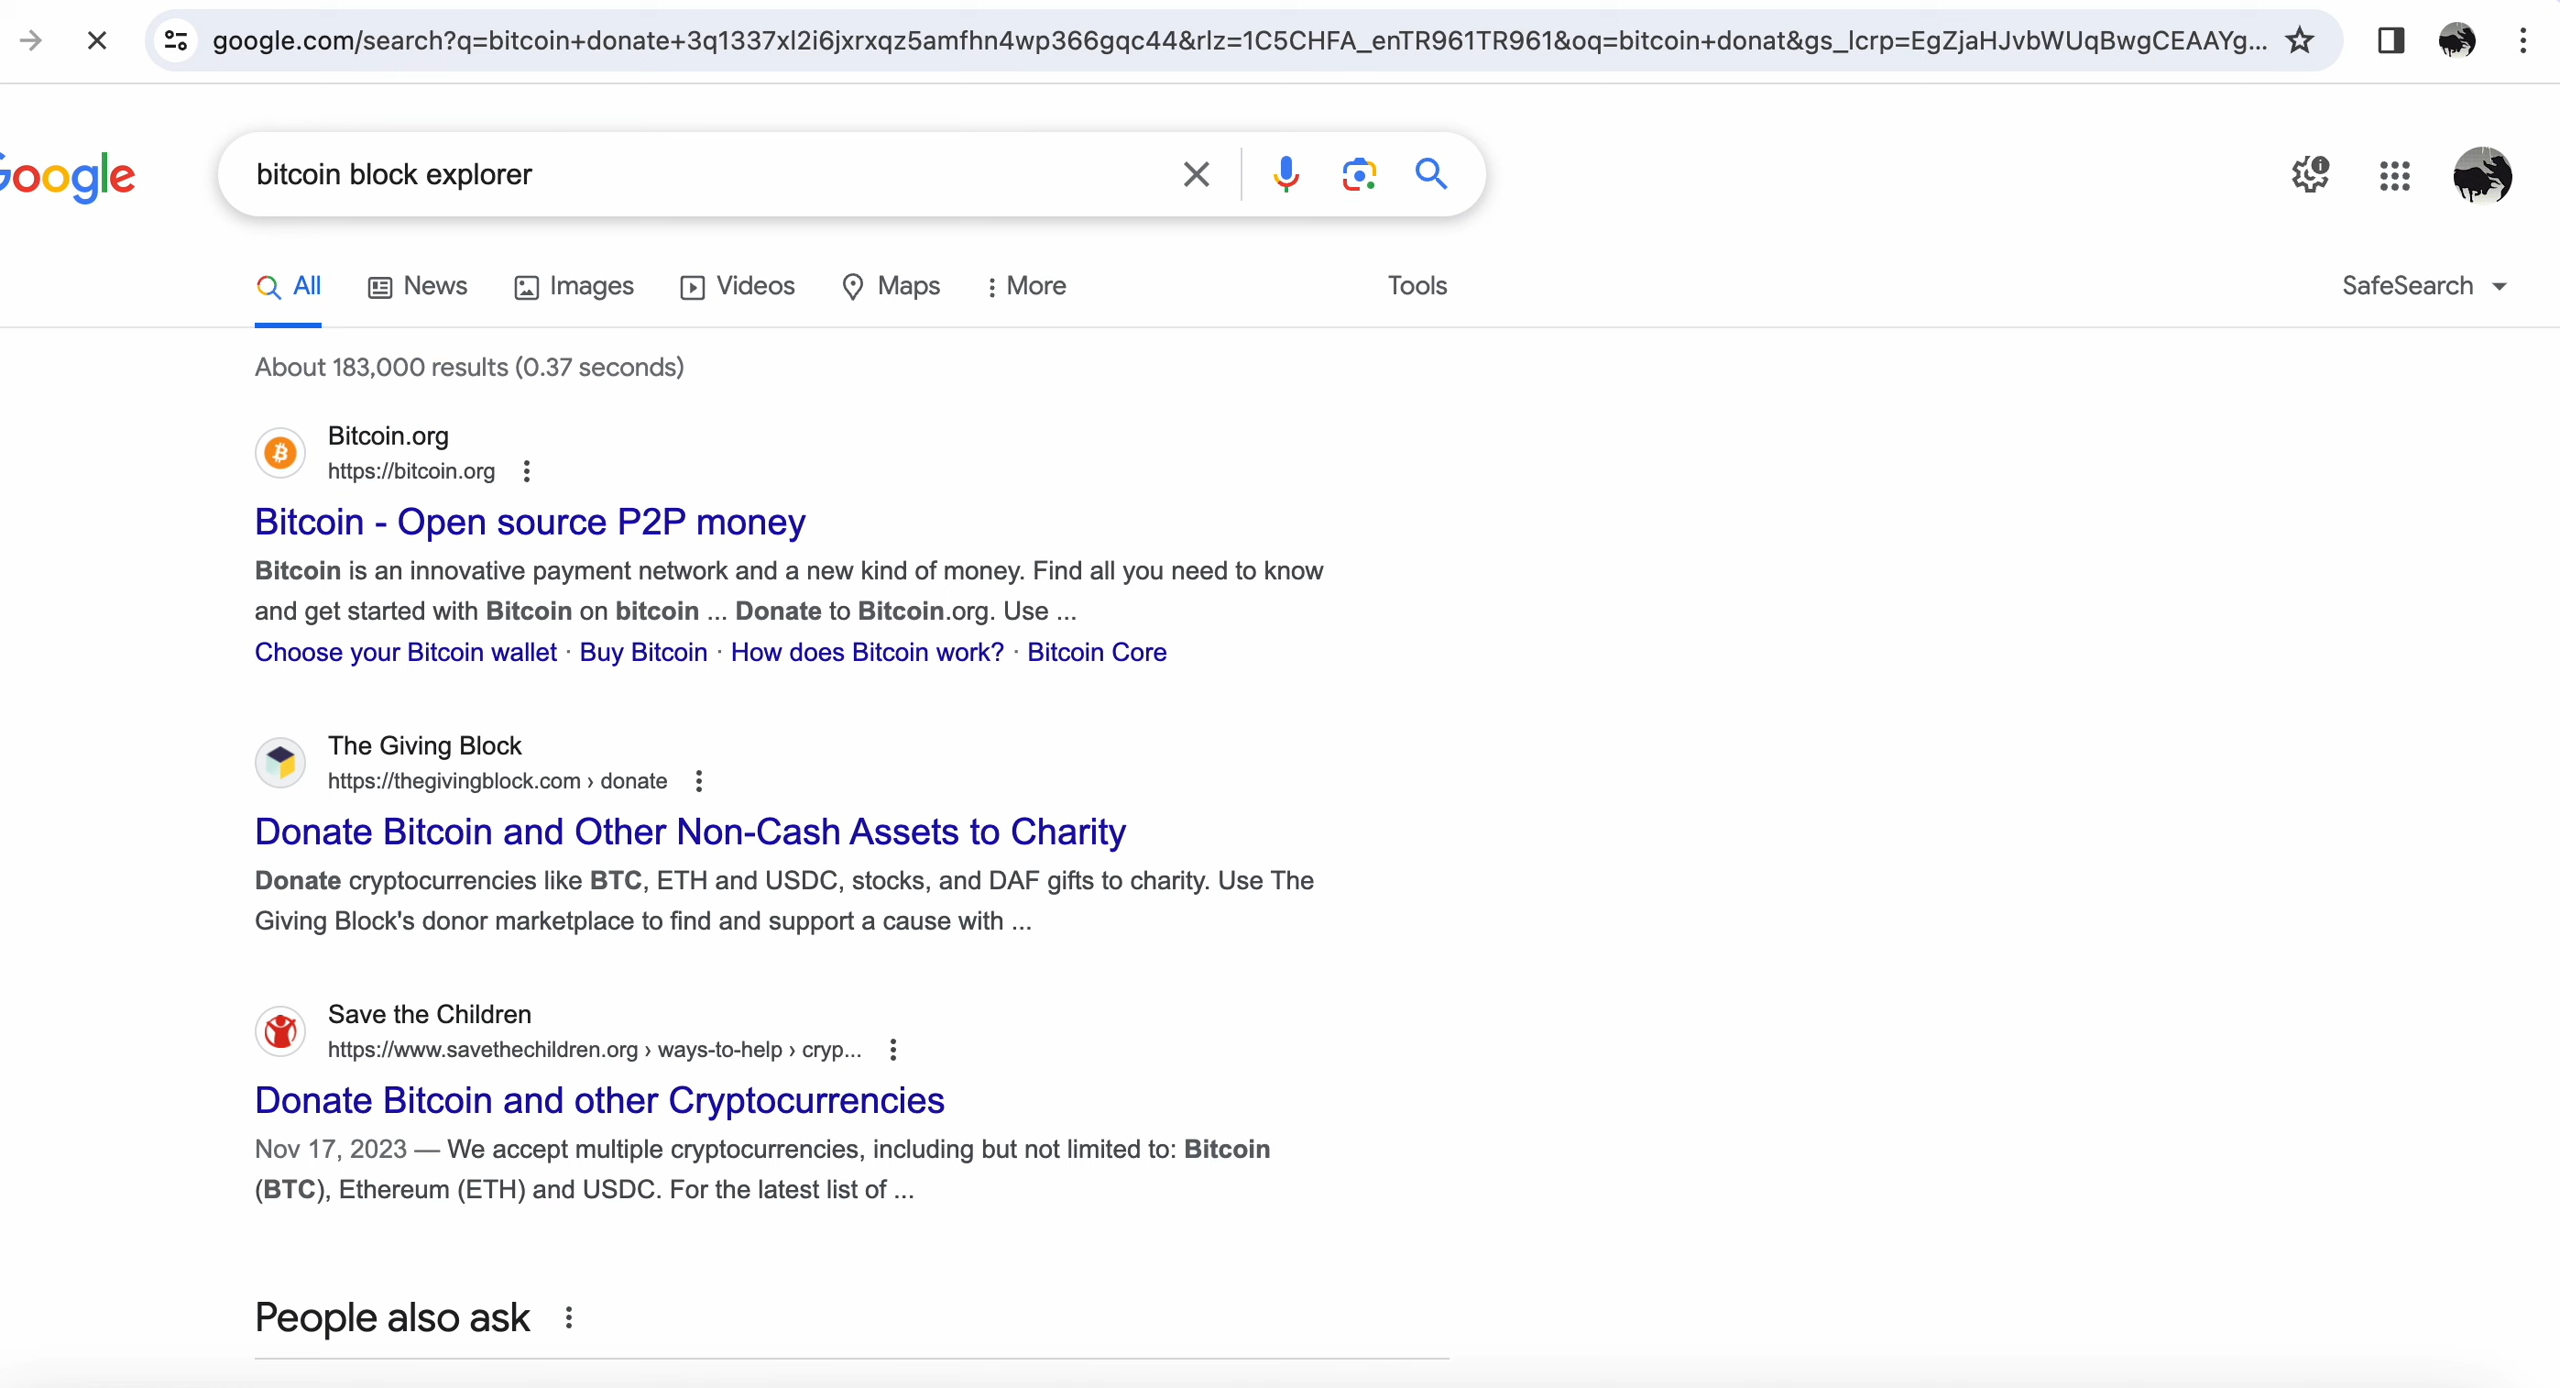 google.com/search?q=bitcoin+donate+3q1337xl2i6jxrxqz5amfhn4wp366gqc44&rlz=1C5CHFA_enTR961TR961&oq=bitcoin+donat&gs_lcrp=EgZjaHJvbWUqBwgCEAAYg...
Google
bitcoin block explorer
All
News
Images
Videos
Maps
More
Tools
SafeSearch
About 183,000 results (0.37 seconds)
Bitcoin.org
https://bitcoin.org
Bitcoin - Open source P2P money
Bitcoin is an innovative payment network and a new kind of money. Find all you need to know
and get started with Bitcoin on bitcoin ... Donate to Bitcoin.org. Use ...
Choose your Bitcoin wallet · Buy Bitcoin · How does Bitcoin work? · Bitcoin Core
The Giving Block
https://thegivingblock.com › donate
Donate Bitcoin and Other Non-Cash Assets to Charity
Donate cryptocurrencies like BTC, ETH and USDC, stocks, and DAF gifts to charity. Use The
Giving Block's donor marketplace to find and support a cause with ...
Save the Children
https://www.savethechildren.org › ways-to-help › cryp...
Donate Bitcoin and other Cryptocurrencies
Nov 17, 2023 — We accept multiple cryptocurrencies, including but not limited to: Bitcoin
(BTC), Ethereum (ETH) and USDC. For the latest list of ...
People also ask